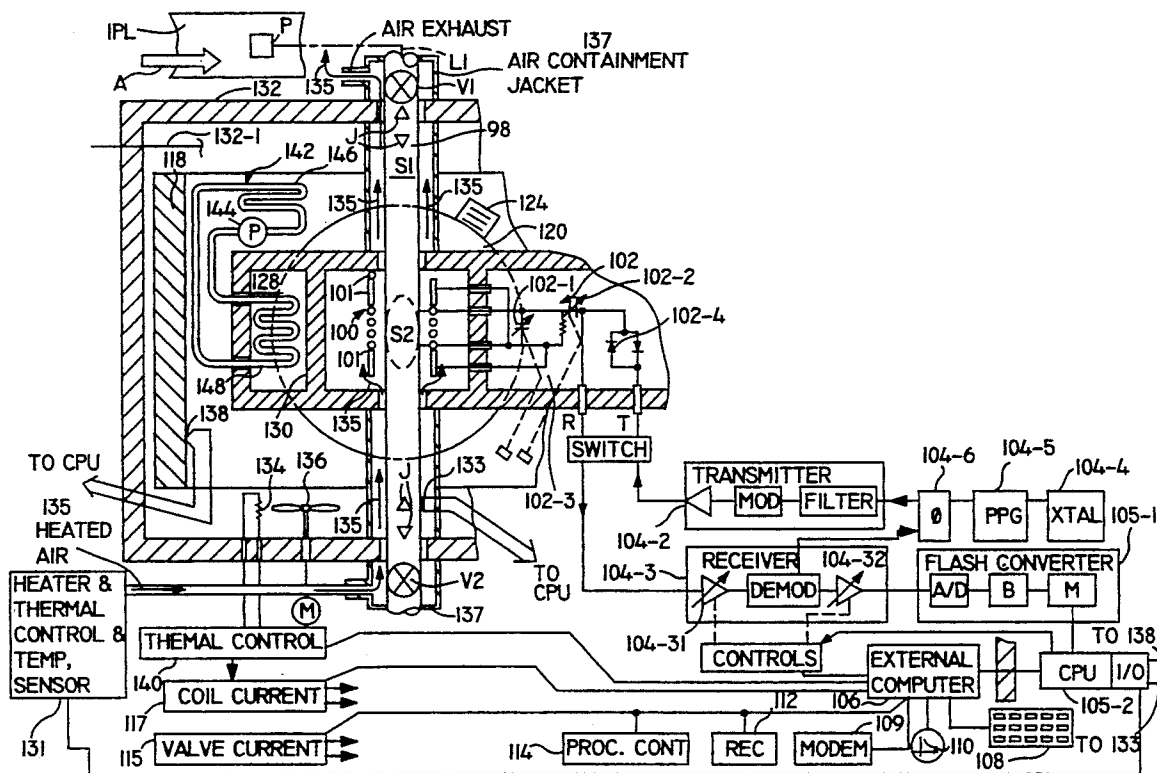 IPL
P
A
AIR EXHAUST
137
AIR CONTAINMENT
JACKET
L1
135
V1
132
132-1
J
98
S1
118
142
146
135
135
124
120
144
P
102
102-1
102-2
128
101
100
S2
102-4
101
148
130
135
138
R
T
SWITCH
TO CPU
134
136
J
133
102-3
135
135
HEATED
AIR
TO
CPU
V2
137
M
HEATER &
THERMAL
CONTROL &
TEMP,
SENSOR
131
THEMAL CONTROL
140
COIL CURRENT
117
VALVE CURRENT
115
TRANSMITTER
MOD
FILTER
104-2
104-6
104-5
104-4
Ø
PPG
XTAL
105-1
104-3
RECEIVER
104-32
DEMOD
104-31
CONTROLS
FLASH CONVERTER
A/D
B
M
TO 138
EXTERNAL
COMPUTER
106
CPU
I/O
105-2
TO 133
114
PROC. CONT
112
REC
109
MODEM
110
108